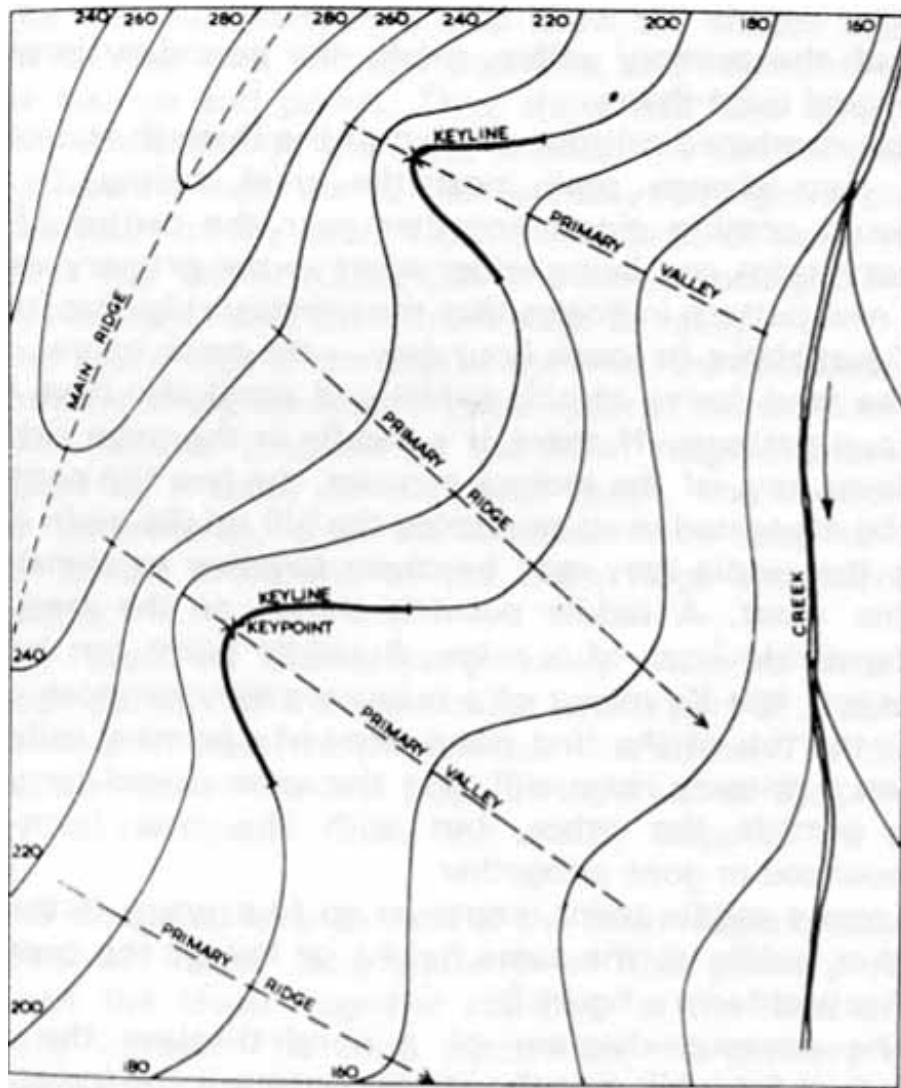 240 260 280 260 240 220 200 180 160
KEYLINE
PRIMARY VALLEY
MAIN RIDGE
PRIMARY RIDGE
KEYLINE
KEYPOINT
CREEK
240
PRIMARY VALLEY
220
PRIMARY RIDGE
200
180
160